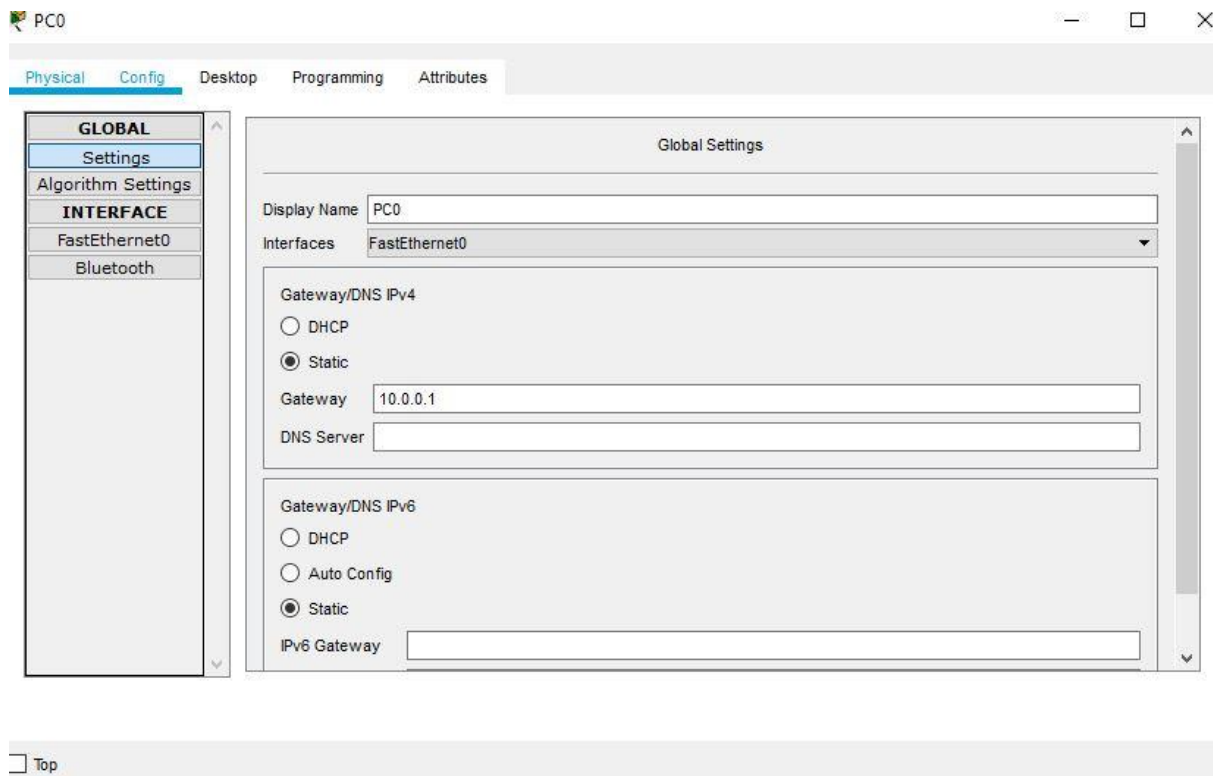 PC0
Physical Config Desktop Programming Attributes
GLOBAL
Settings
Algorithm Settings
INTERFACE
FastEthernet0
Bluetooth
Global Settings
Display Name PC0
Interfaces FastEthernet0
Gateway/DNS IPv4
DHCP
Static
Gateway 10.0.0.1
DNS Server
Gateway/DNS IPv6
DHCP
Auto Config
Static
IPv6 Gateway
Top